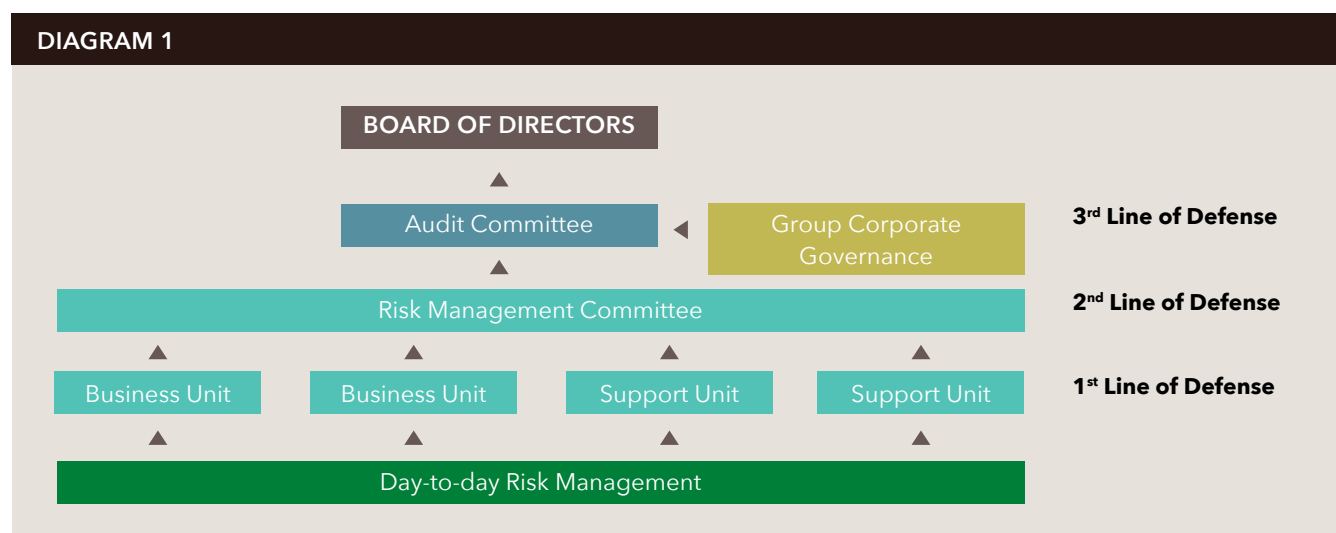 DIAGRAM 1
BOARD OF DIRECTORS
Audit Committee
Group Corporate
Governance
3rd Line of Defense
Risk Management Committee
2nd Line of Defense
Business Unit
Business Unit
Support Unit
Support Unit
1st Line of Defense
Day-to-day Risk Management